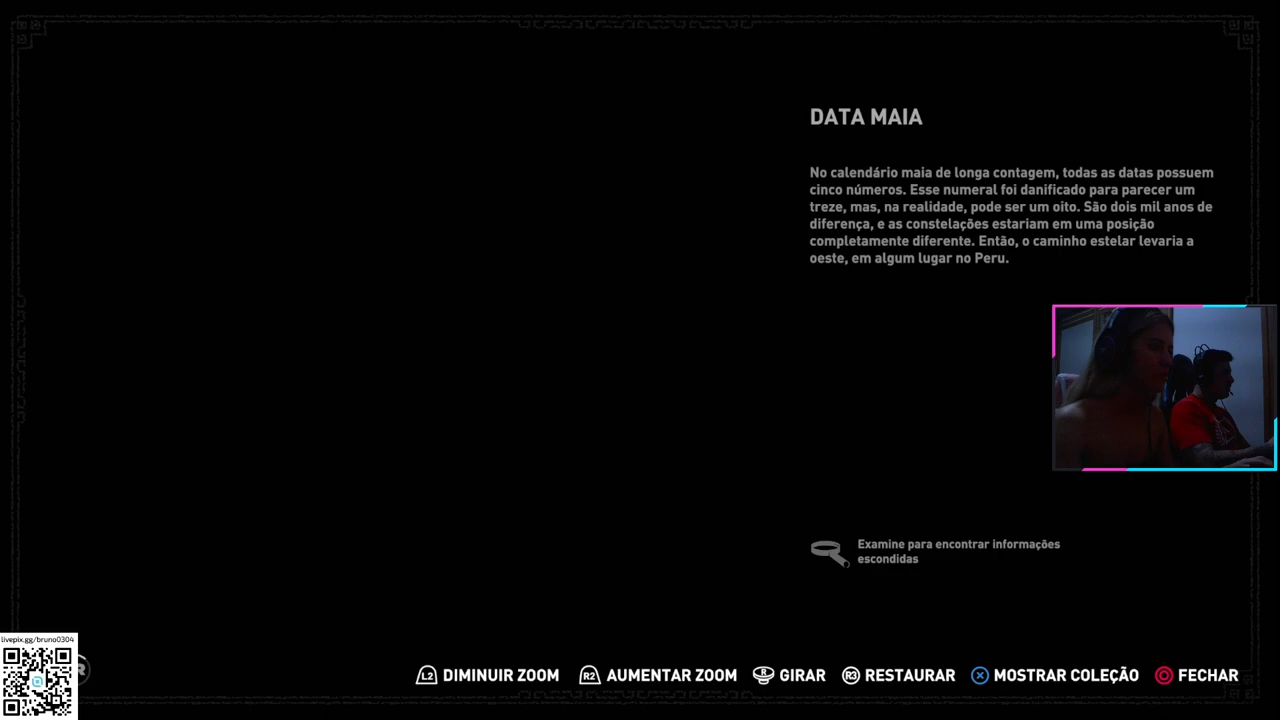 DATA MAIA
No calendário maia de longa contagem, todas as datas possuem
cinco números. Esse numeral foi danificado para parecer um
treze, mas, na realidade, pode ser um oito. São dois mil anos de
diferença, e as constelações estariam em uma posição
completamente diferente. Então, o caminho estelar levaria a
oeste, em algum lugar no Peru.
Examine para encontrar informações
escondidas
livepix.gg/bruno0304
R
L2 DIMINUIR ZOOM R2 AUMENTAR ZOOM R GIRAR R3 RESTAURAR MOSTRAR COLEÇÃO FECHAR